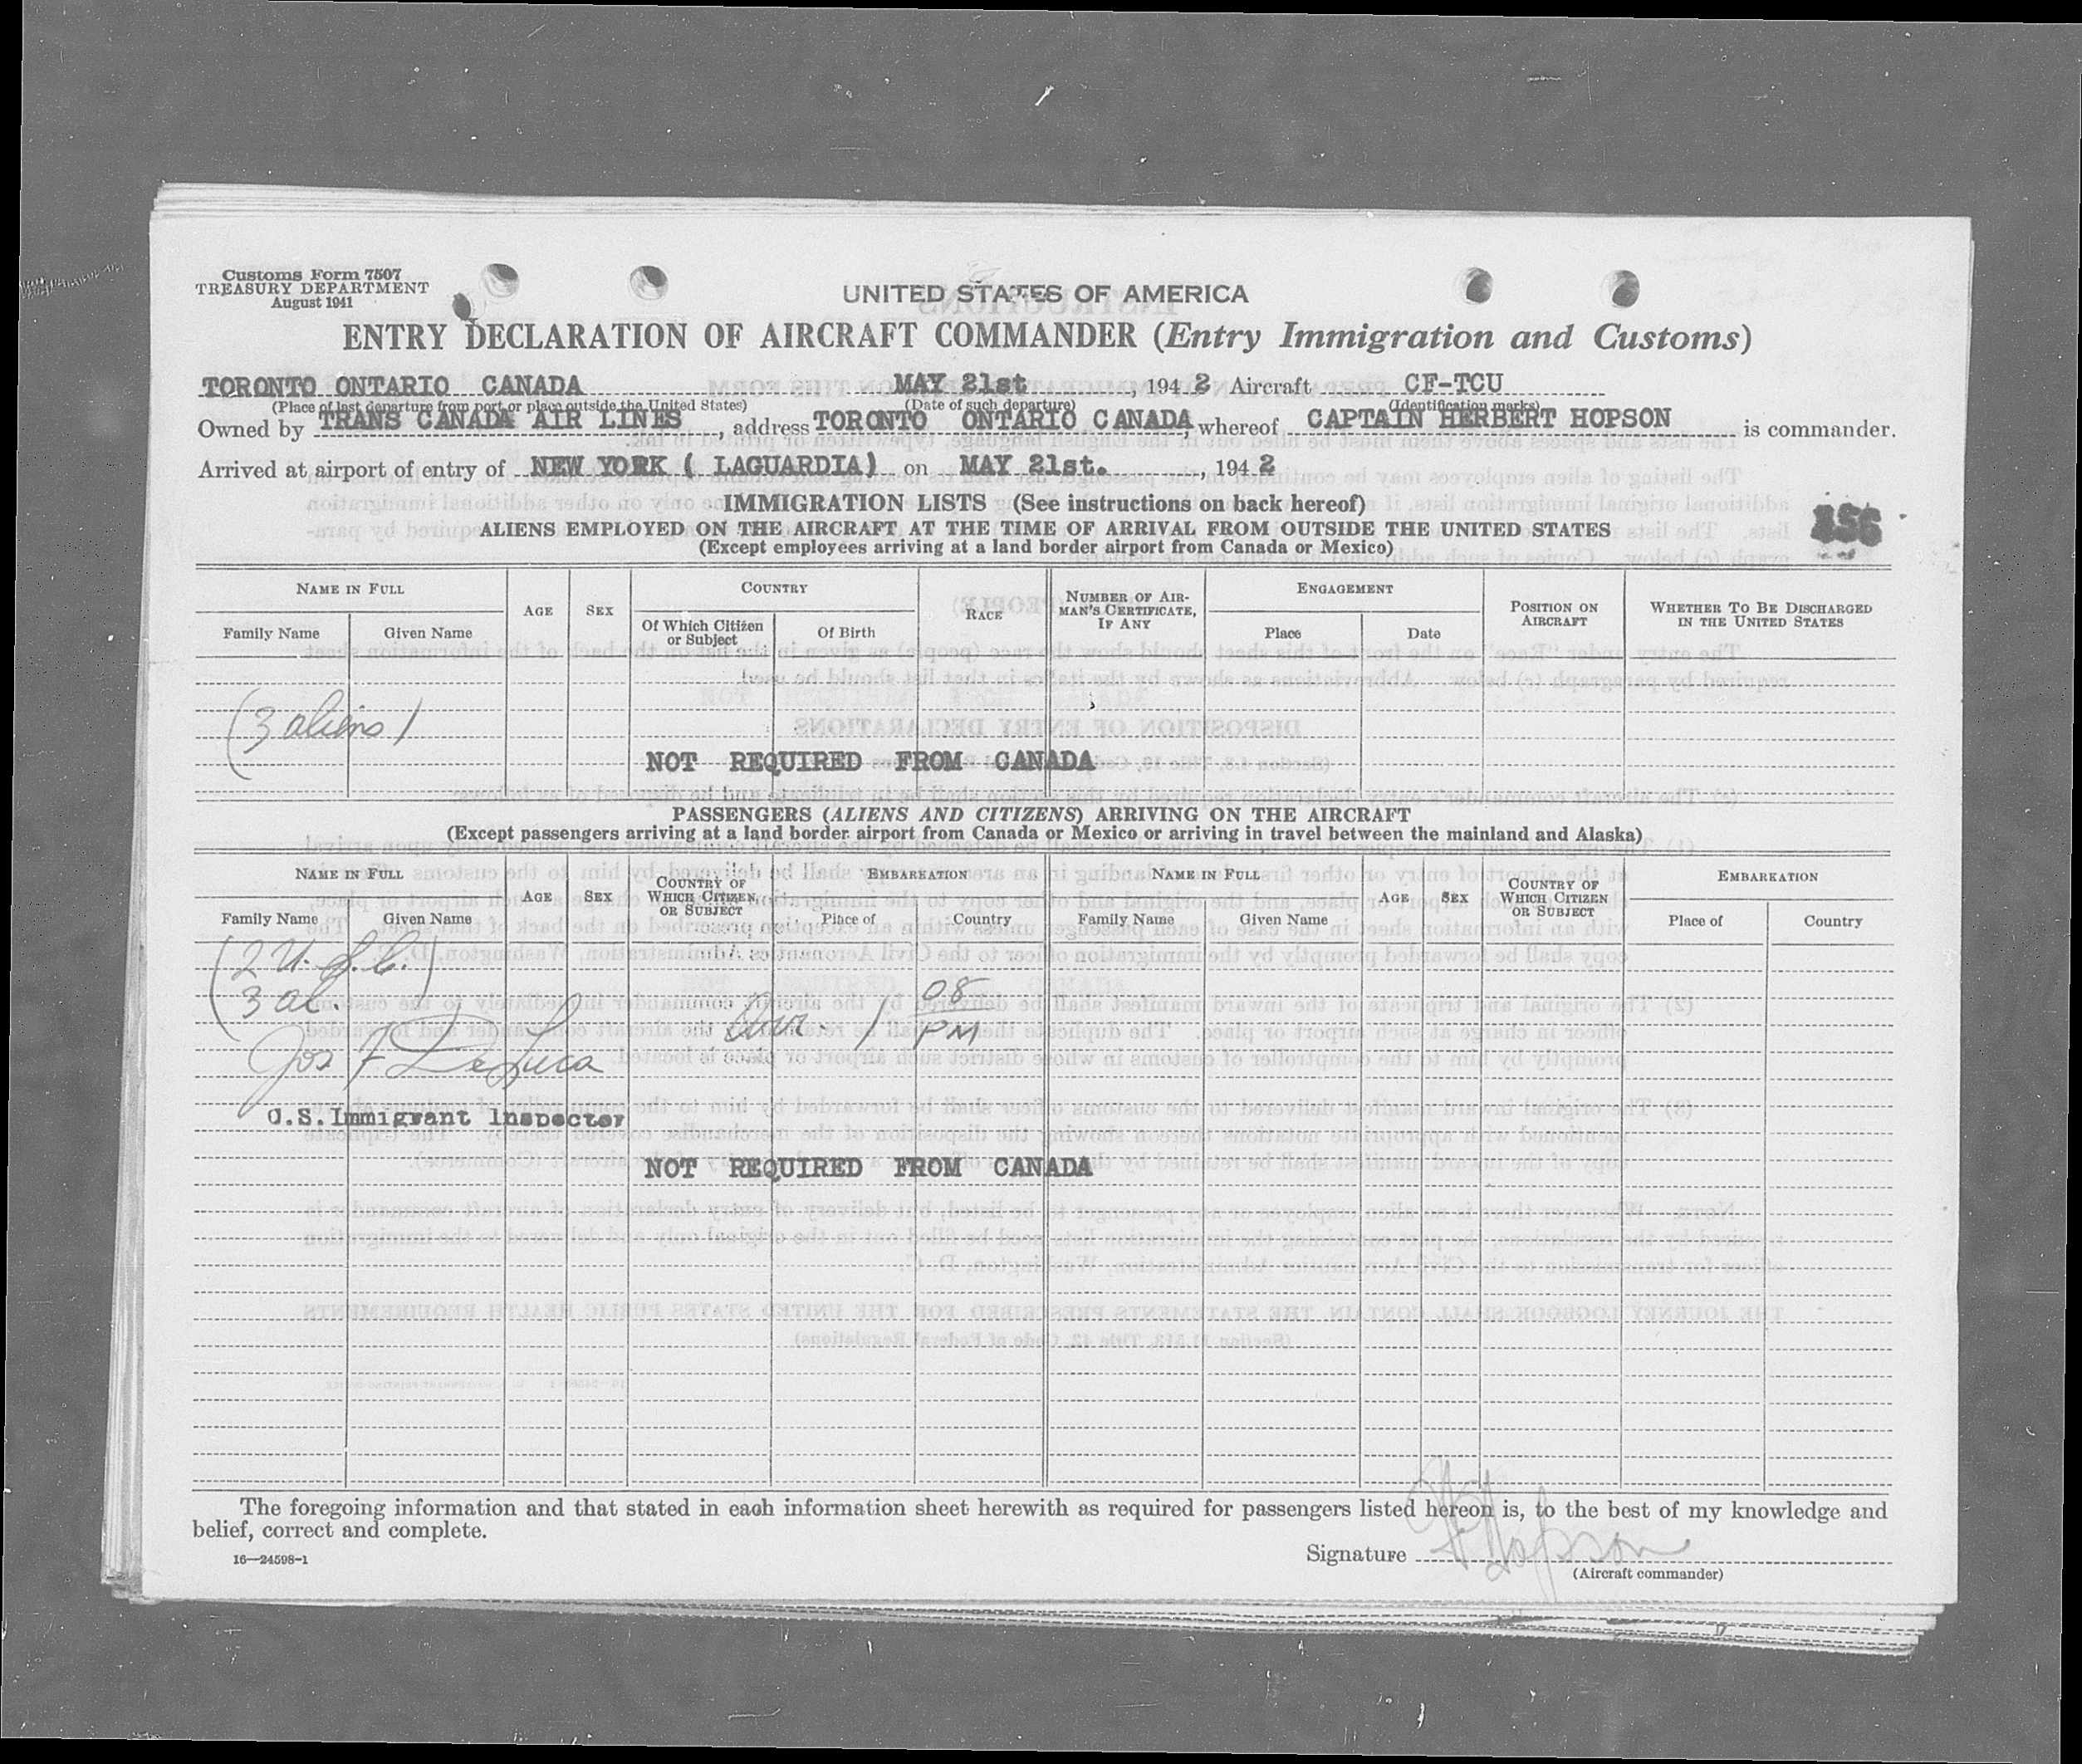 Customs Form 7507
TREASURY DEPARTMENT
August 1941
UNITED STATES OF AMERICA
ENTRY DECLARATION OF AIRCRAFT COMMANDER (Entry Immigration and Customs)
TORONTO ONTARIO CANADA MAY 21st, 1942 Aircraft CF-TCU
(Place of last departure from port or place outside the United States) (Date of such departure) (Identification marks)
Owned by TRANS CANADA AIR LINES, address TORONTO ONTARIO CANADA, whereof CAPTAIN HERBERT HOPSON is commander.
Arrived at airport of entry of NEW YORK ( LAGUARDIA) on MAY 21st., 1942
IMMIGRATION LISTS (See instructions on back hereof)
ALIENS EMPLOYED ON THE AIRCRAFT AT THE TIME OF ARRIVAL FROM OUTSIDE THE UNITED STATES
(Except employees arriving at a land border airport from Canada or Mexico)
NAME IN FULL AGE SEX COUNTRY RACE NUMBER OF AIRMAN'S CERTIFICATE, IF ANY ENGAGEMENT POSITION ON AIRCRAFT WHETHER TO BE DISCHARGED IN THE UNITED STATES
Family Name Given Name Of Which Citizen or Subject Of Birth Place Date
(3 aliens)
NOT REQUIRED FROM CANADA
PASSENGERS (ALIENS AND CITIZENS) ARRIVING ON THE AIRCRAFT
(Except passengers arriving at a land border airport from Canada or Mexico or arriving in travel between the mainland and Alaska)
NAME IN FULL AGE SEX COUNTRY OF WHICH CITIZEN OR SUBJECT EMBARKATION NAME IN FULL AGE SEX COUNTRY OF WHICH CITIZEN OR SUBJECT EMBARKATION
Family Name Given Name Place of Country Family Name Given Name Place of Country
(2 U.S.C.)
3 al.
Arr. 1 08 PM
Jos F DeLuca
U.S. Immigrant Inspector
NOT REQUIRED FROM CANADA
The foregoing information and that stated in each information sheet herewith as required for passengers listed hereon is, to the best of my knowledge and
belief, correct and complete.
16—24598-1
Signature H Hopson
(Aircraft commander)